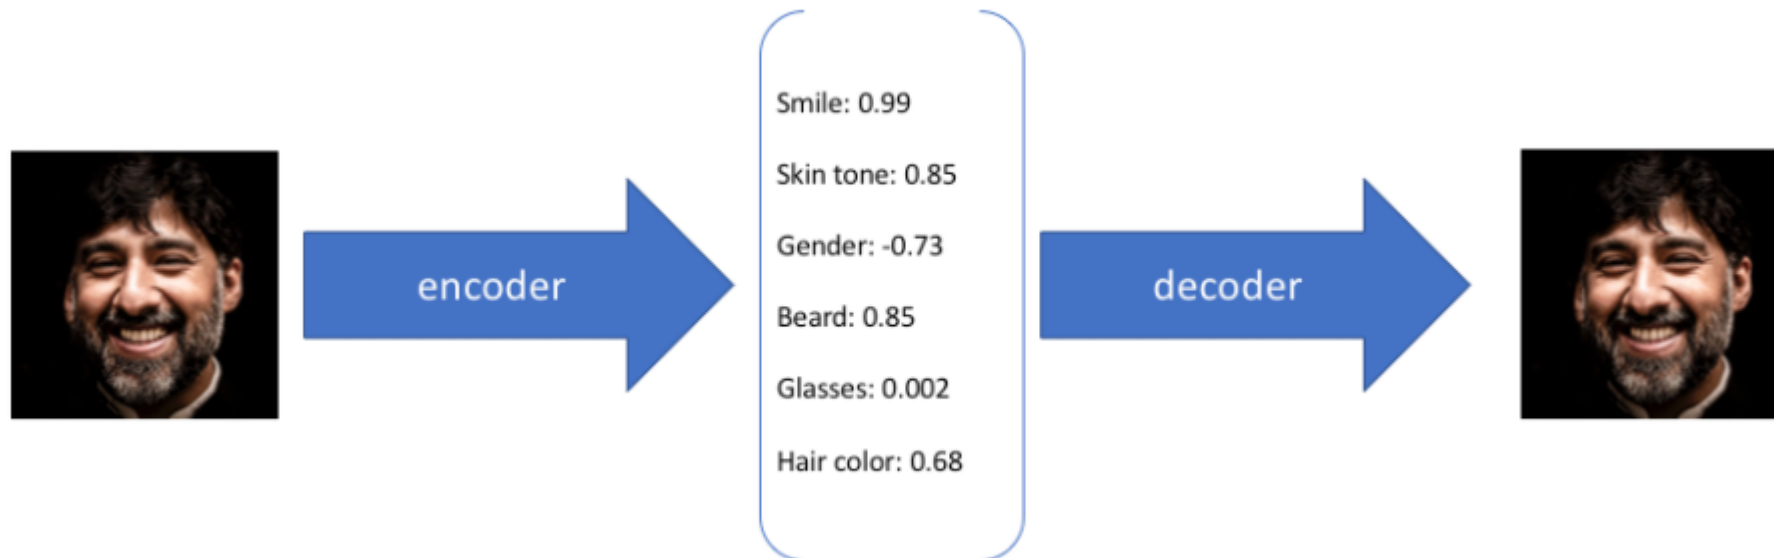 encoder
Smile: 0.99
Skin tone: 0.85
Gender: -0.73
Beard: 0.85
Glasses: 0.002
Hair color: 0.68
decoder